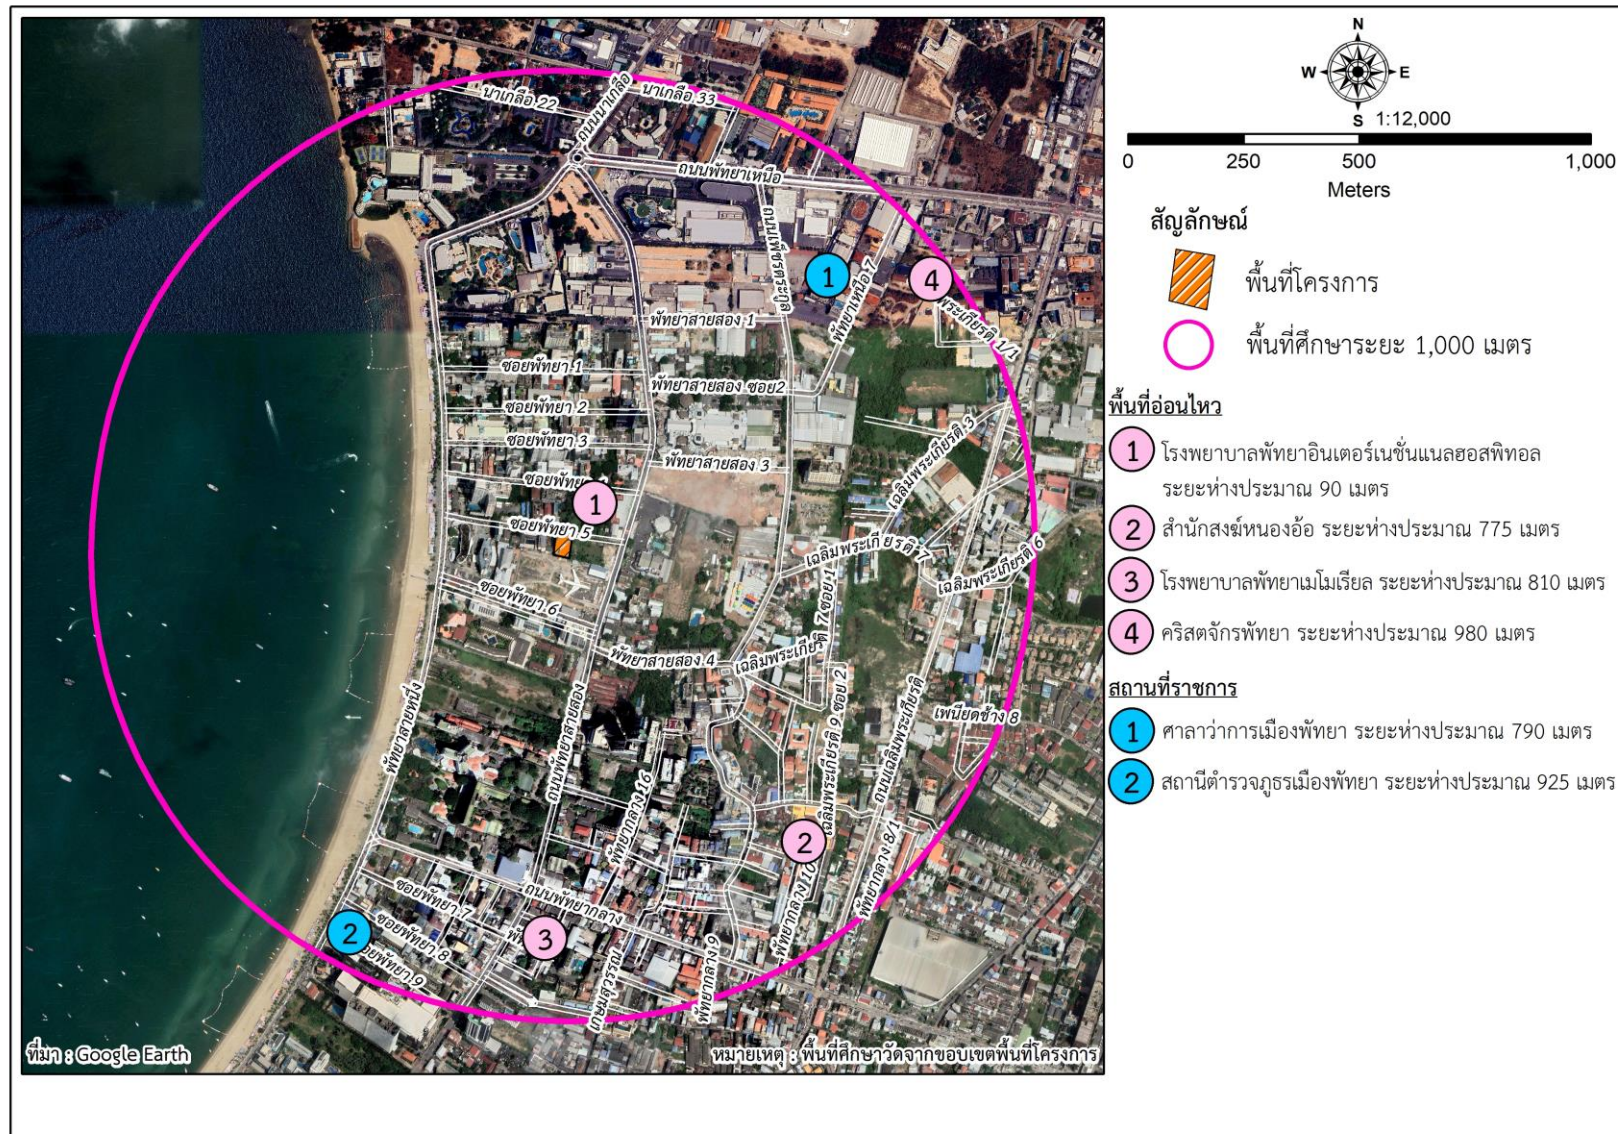 นาเกลือ 22
ถนนนาเกลือ
นาเกลือ 33
ถนนพัทยาเหนือ
ถนนเพชรตระกูล
1
4
พัทยาเหนือ 7
พระเกียรติ 1/1
พัทยาสายสอง 1
ซอยพัทยา 1
พัทยาสายสอง ซอย2
ซอยพัทยา 2
ซอยพัทยา 3
พัทยาสายสอง 3
เฉลิมพระเกียรติ 3
ซอยพัทยา
1
ซอยพัทยา 5
เฉลิมพระเกียรติ 7
เฉลิมพระเกียรติ 6
ซอยพัทยา 6
เฉลิมพระเกียรติ 7 ซอย 1
พัทยาสายสอง 4
พัทยาสายหนึ่ง
ถนนพัทยาสายสอง
เฉลิมพระเกียรติ 9 ซอย 2
ถนนเฉลิมพระเกียรติ
เพนียดช้าง 8
พัทยากลาง 16
2
พัทยากลาง 8/1
ถนนพัทยากลาง
พัทยากลาง 10
ซอยพัทยา 7
2
ซอยพัทยา 8
3
อยพัทยา 9
เกษมสุวรรณ
พัทยากลาง 9
ที่มา : Google Earth
หมายเหตุ : พื้นที่ศึกษาวัดจากขอบเขตพื้นที่โครงการ
N
W E
S
1:12,000
0 250 500 1,000
Meters
สัญลักษณ์
พื้นที่โครงการ
พื้นที่ศึกษาระยะ 1,000 เมตร
พื้นที่อ่อนไหว
1 โรงพยาบาลพัทยาอินเตอร์เนชั่นแนลฮอสพิทอล
ระยะห่างประมาณ 90 เมตร
2 สำนักสงฆ์หนองอ้อ ระยะห่างประมาณ 775 เมตร
3 โรงพยาบาลพัทยาเมโมเรียล ระยะห่างประมาณ 810 เมตร
4 คริสตจักรพัทยา ระยะห่างประมาณ 980 เมตร
สถานที่ราชการ
1 ศาลาว่าการเมืองพัทยา ระยะห่างประมาณ 790 เมตร
2 สถานีตำรวจภูธรเมืองพัทยา ระยะห่างประมาณ 925 เมตร